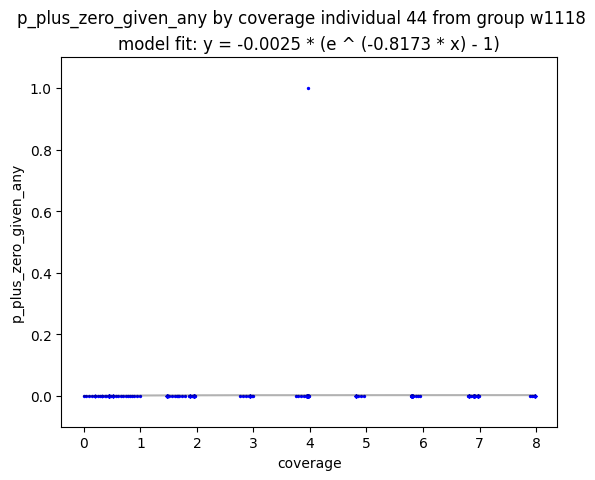 p_plus_zero_given_any by coverage individual 44 from group w1118
model fit: y = -0.0025 * (e ^ (-0.8173 * x) - 1)
1.0
0.8
0.6
0.4
0.2
0.0
p_plus_zero_given_any
0 1 2 3 4 5 6 7 8
coverage